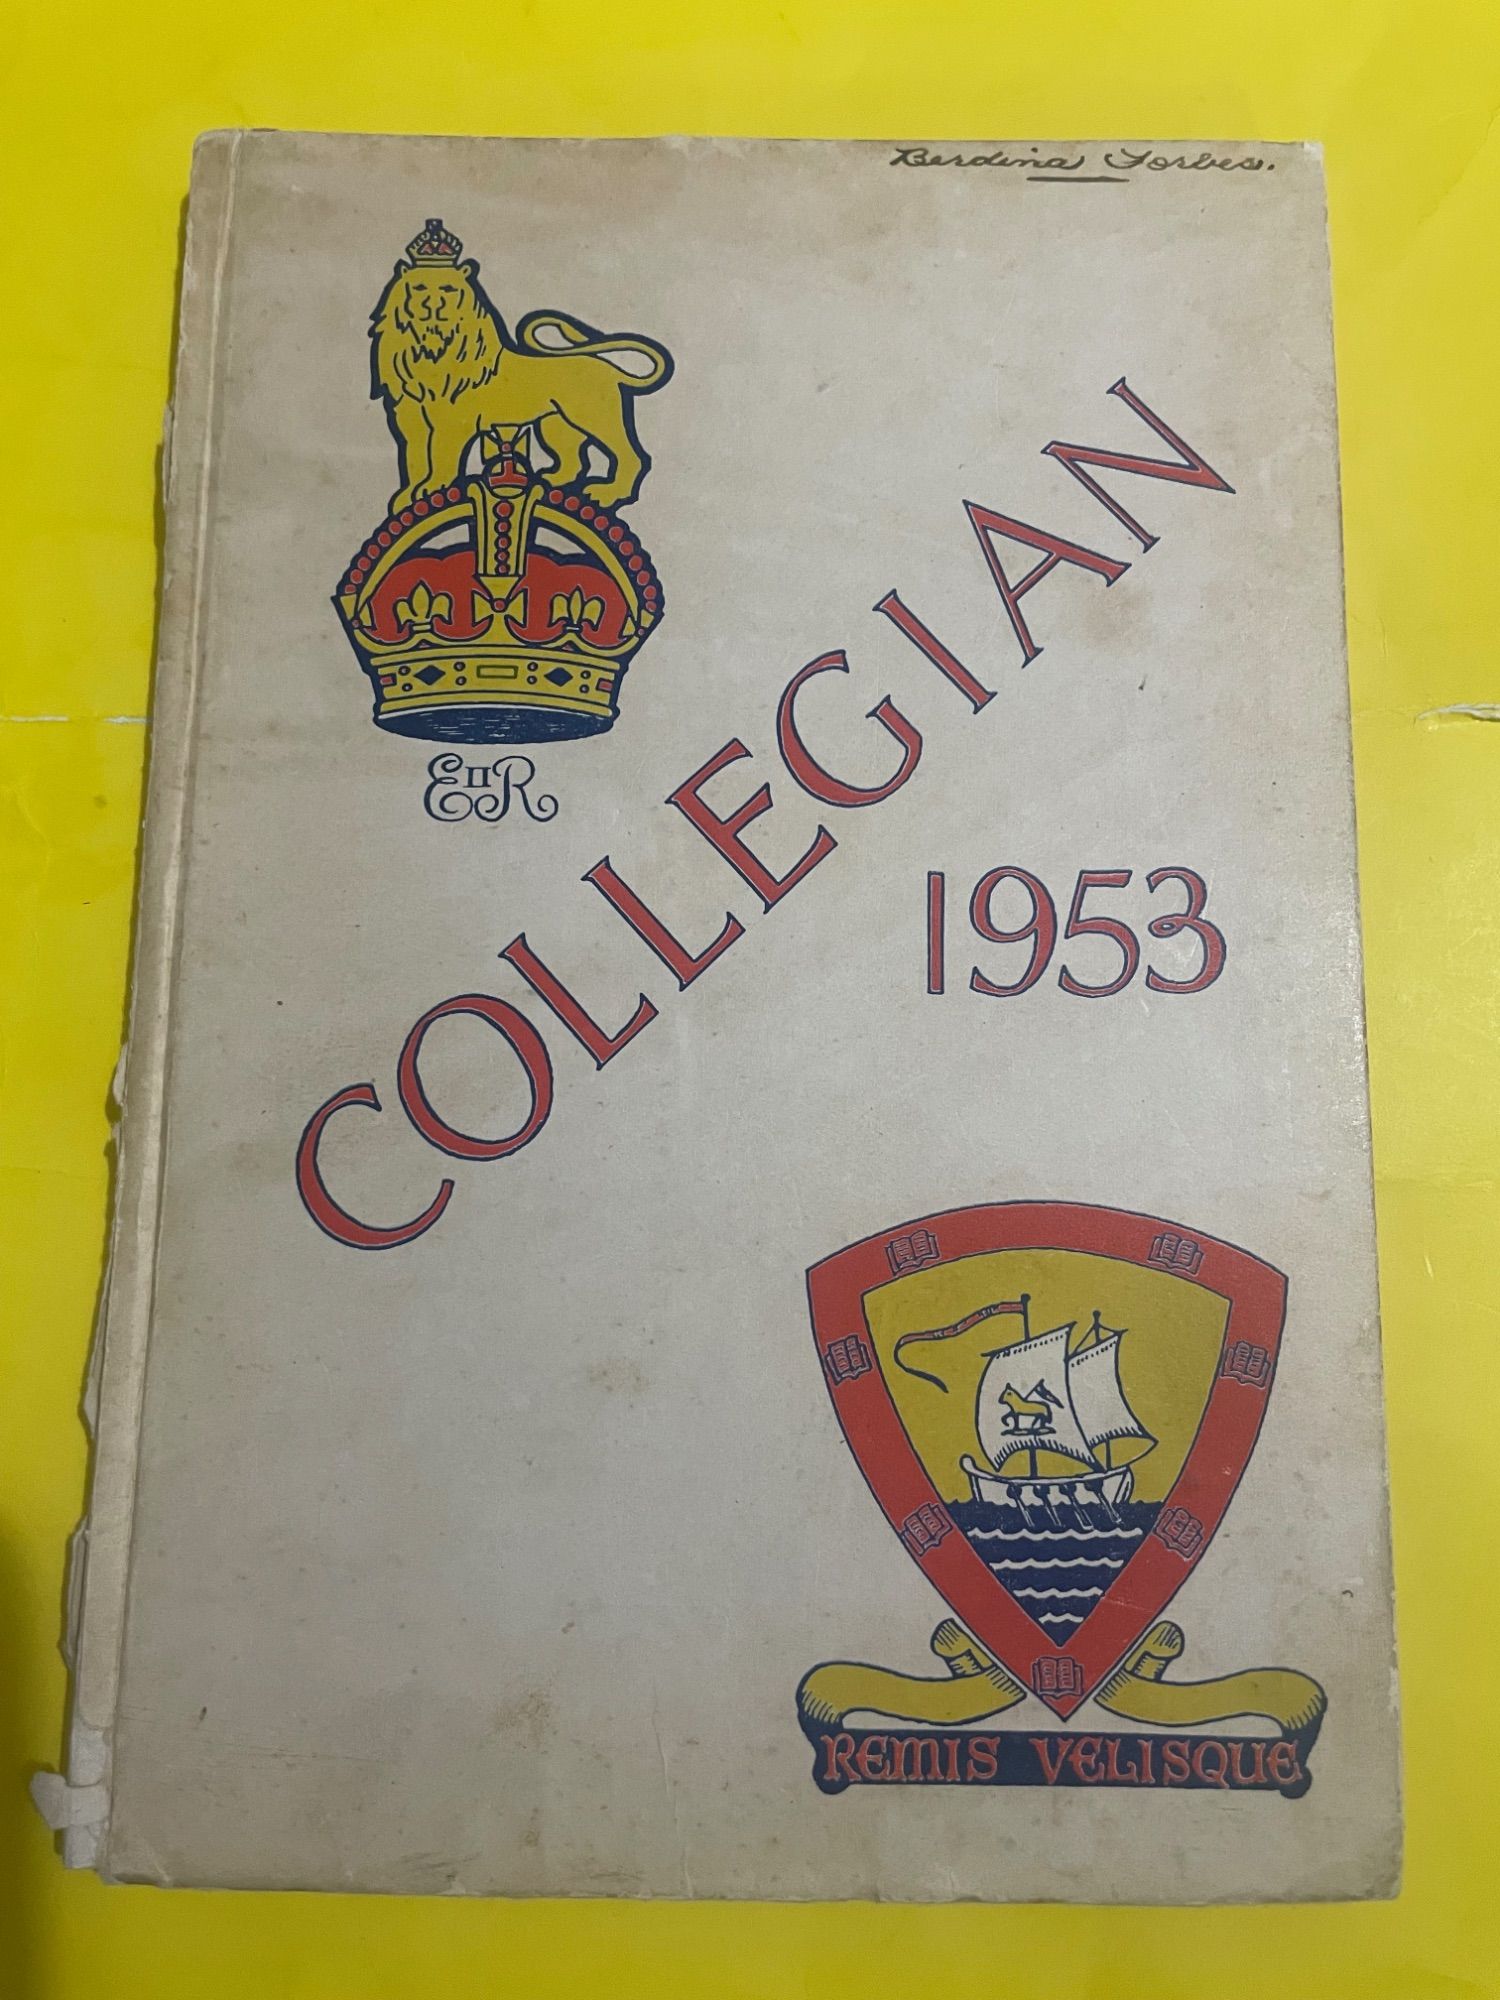 Berdina Forbes.
EIIR
COLLEGIAN
1953
REMIS VELISQUE